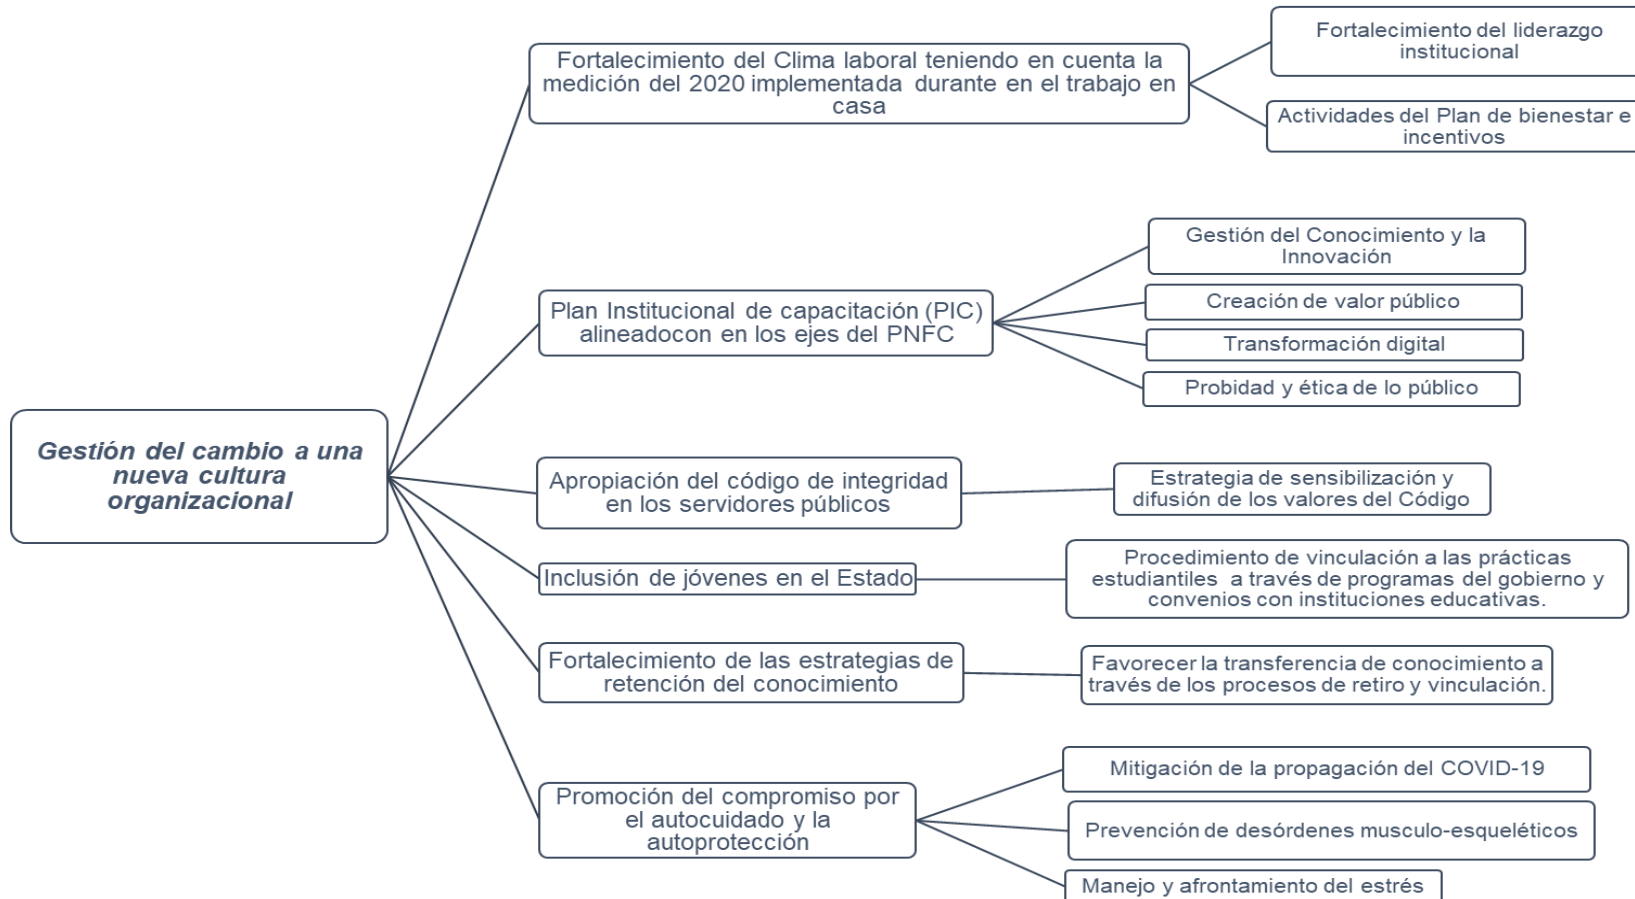 Gestión del cambio a una
nueva cultura
organizacional
Fortalecimiento del Clima laboral teniendo en cuenta la
medición del 2020 implementada durante en el trabajo en
casa
Fortalecimiento del liderazgo
institucional
Actividades del Plan de bienestar e
incentivos
Plan Institucional de capacitación (PIC)
alineadocon en los ejes del PNFC
Gestión del Conocimiento y la
Innovación
Creación de valor público
Transformación digital
Probidad y ética de lo público
Apropiación del código de integridad
en los servidores públicos
Estrategia de sensibilización y
difusión de los valores del Código
Inclusión de jóvenes en el Estado
Procedimiento de vinculación a las prácticas
estudiantiles a través de programas del gobierno y
convenios con instituciones educativas.
Fortalecimiento de las estrategias de
retención del conocimiento
Favorecer la transferencia de conocimiento a
través de los procesos de retiro y vinculación.
Promoción del compromiso por
el autocuidado y la
autoprotección
Mitigación de la propagación del COVID-19
Prevención de desórdenes musculo-esqueléticos
Manejo y afrontamiento del estrés